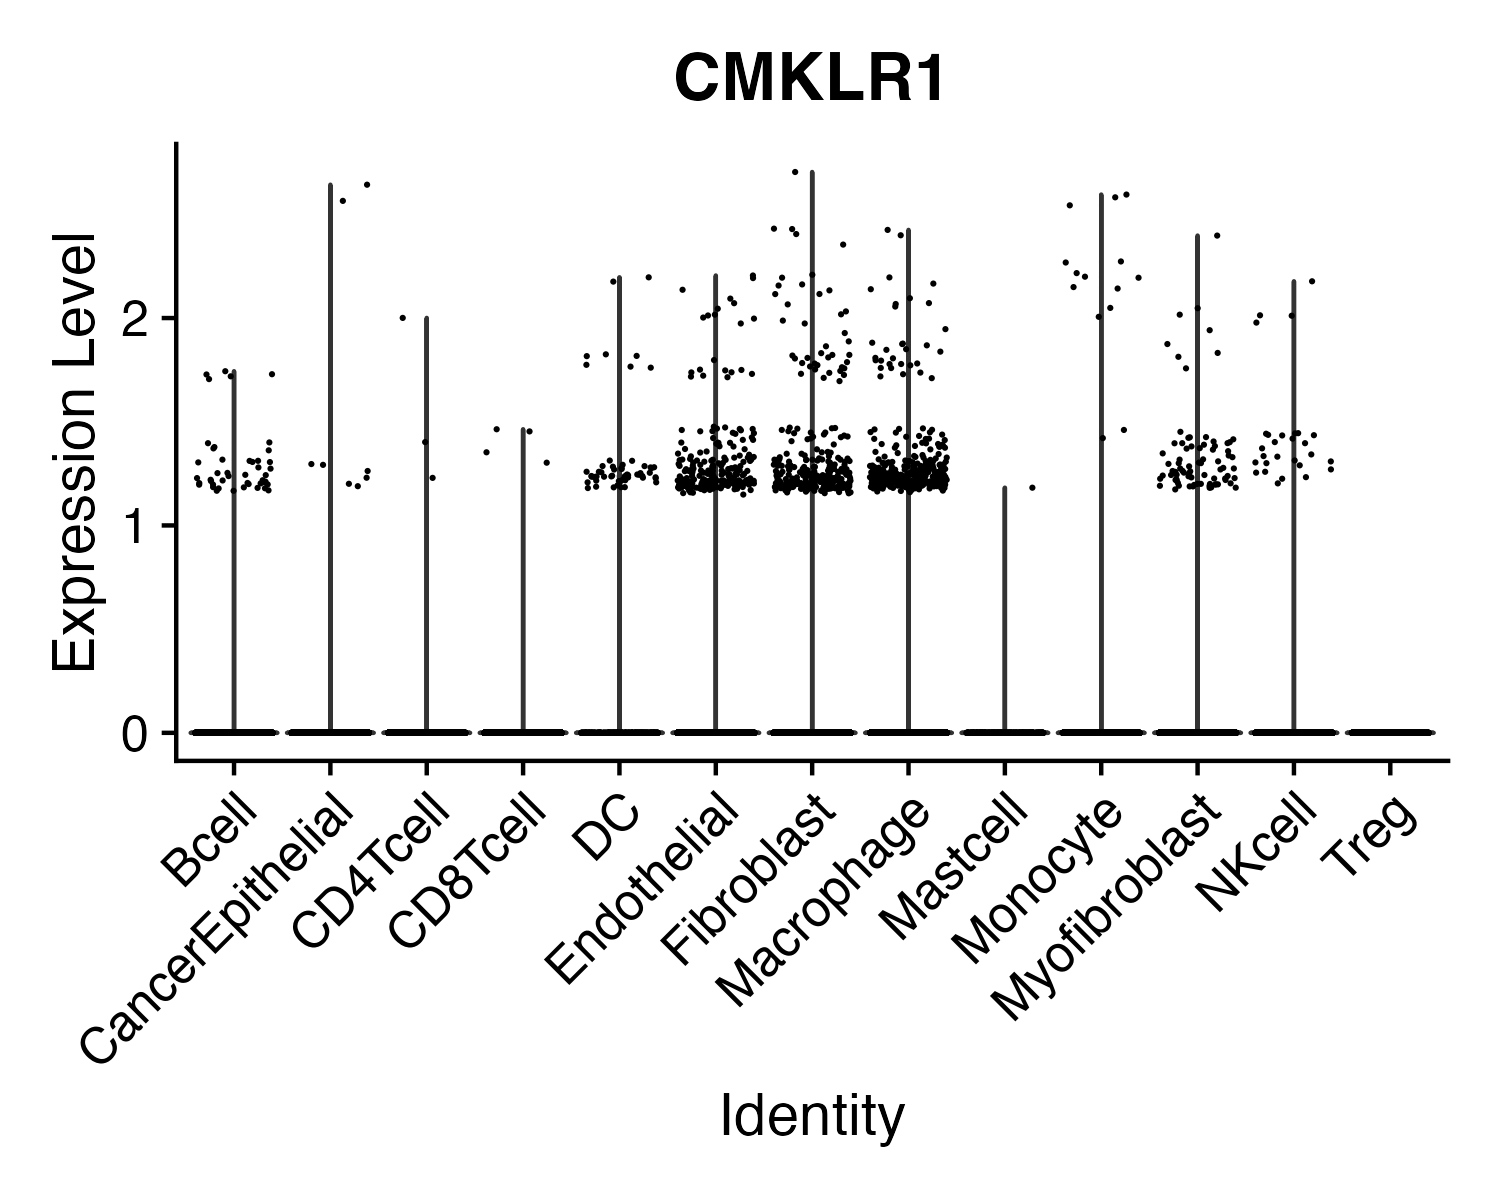 CMKLR1
Expression Level
2
1
0
Bcell
CancerEpithelial
CD4Tcell
CD8Tcell
DC
Endothelial
Fibroblast
Macrophage
Mastcell
Monocyte
Myofibroblast
NKcell
Treg
Identity